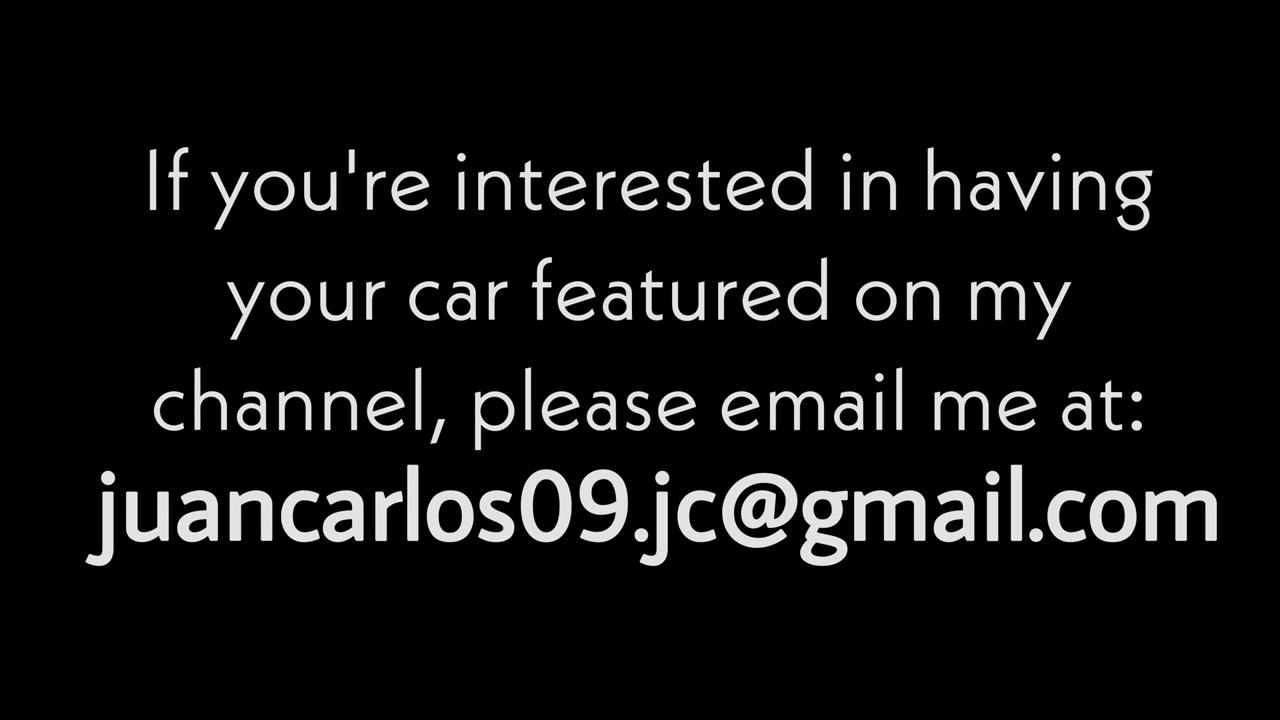 If you're interested in having
your car featured on my
channel, please email me at:
juancarlos09.jc@gmail.com